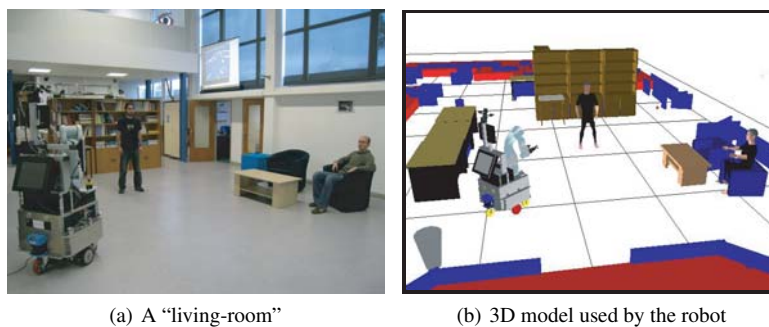 (a) A “living-room”
(b) 3D model used by the robot